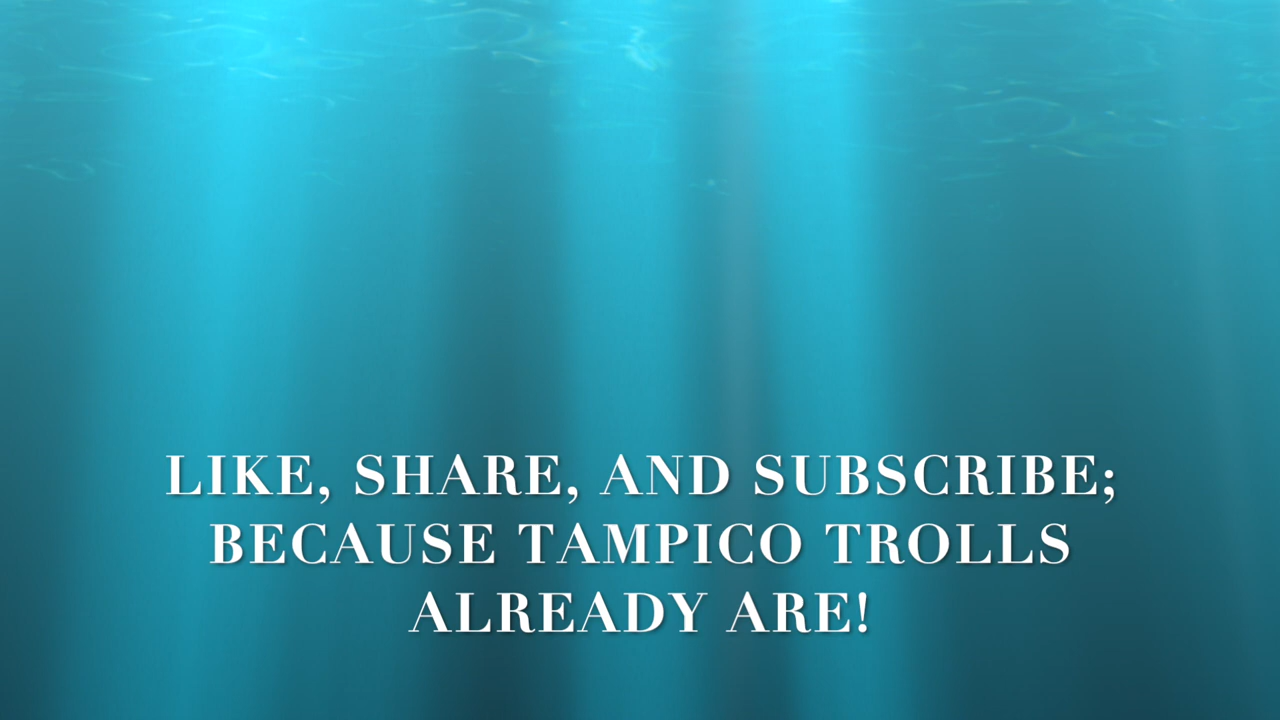 LIKE, SHARE, AND SUBSCRIBE;
BECAUSE TAMPICO TROLLS
ALREADY ARE!